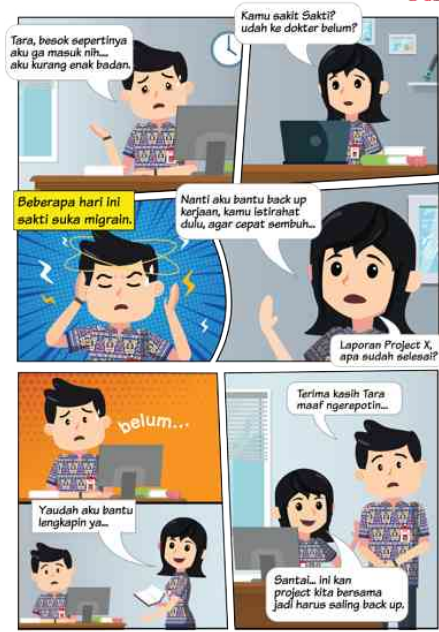 Tara, besok sepertinya
aku ga masuk nih....
aku kurang enak badan.
Kamu sakit Sakti?
udah ke dokter belum?
Beberapa hari ini
sakti suka migrain.
Nanti aku bantu back up
kerjaan, kamu istirahat
dulu, agar cepat sembuh...
Laporan Project X,
apa sudah selesai?
belum...
Yaudah aku bantu
lengkapin ya...
Terima kasih Tara
maaf ngerepotin...
Santai... ini kan
project kita bersama
jadi harus saling back up.